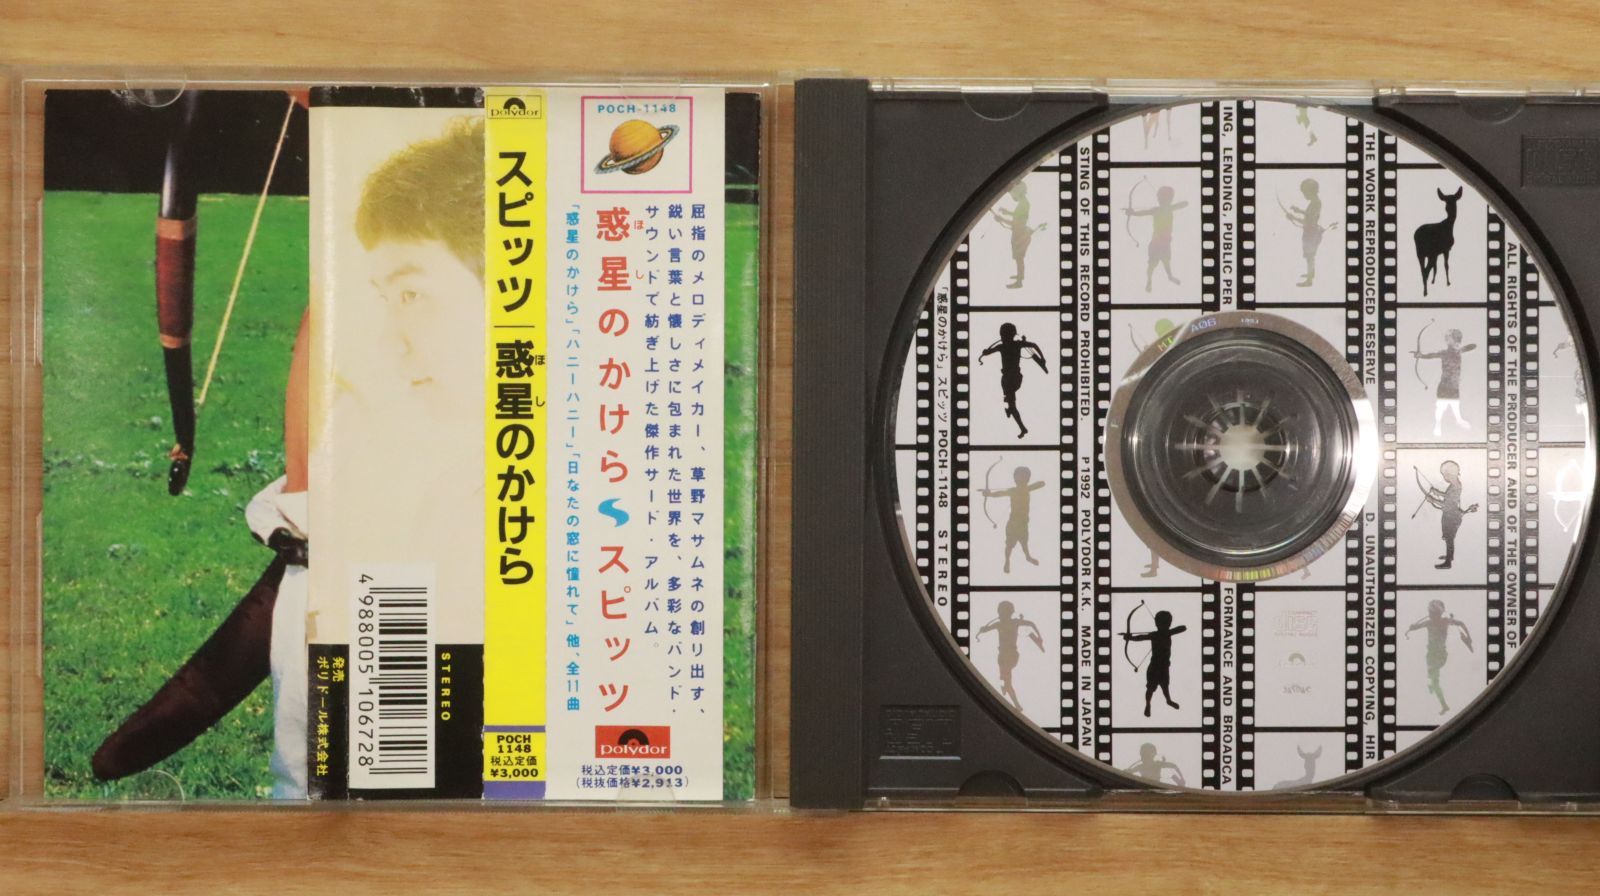 Polydor
スピッツ
惑星のかけら
ほし
POCH
1148
税込定価
¥3,000
POCH-1148
屈指のメロディメイカー、草野マサムネの創り出す、
鋭い言葉と懐しさに包まれた世界を、多彩なバンド・
サウンドで紡ぎ上げた傑作サード・アルバム。
惑星のかけら スピッツ
ほし
「惑星のかけら」「ハニーハニー」「日なたの窓に憧れて」他、全11曲
Polydor
税込定価¥3,000
(税抜価格¥2,913)
4 988005 106728
STEREO
発売
ポリドール株式会社
ALL RIGHTS OF THE PRODUCER AND OF THE OWNER OF
THE WORK REPRODUCED RESERVE
D. UNAUTHORIZED COPYING, HIR
ING, LENDING, PUBLIC PER
FORMANCE AND BROADCA
STING OF THIS RECORD PROHIBITED.
P1992 POLYDOR K.K. MADE IN JAPAN
「惑星のかけら」スピッツ POCH-1148 STEREO